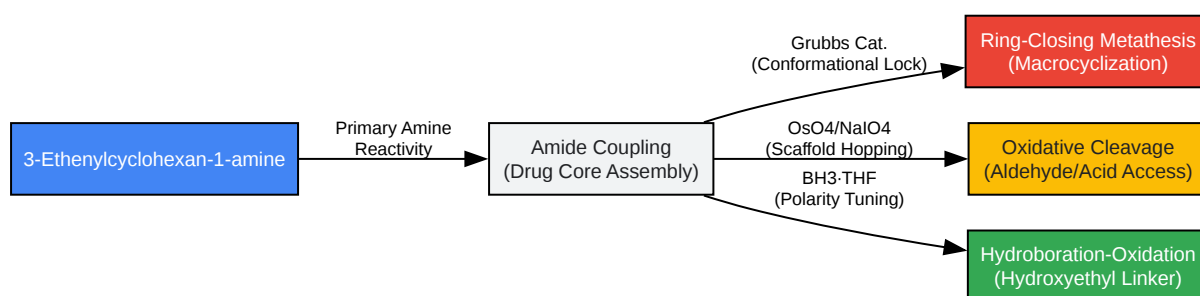 3-Ethenylcyclohexan-1-amine
Primary Amine
Reactivity
Amide Coupling
(Drug Core Assembly)
Grubbs Cat.
(Conformational Lock)
Ring-Closing Metathesis
(Macrocyclization)
OsO4/NaIO4
(Scaffold Hopping)
Oxidative Cleavage
(Aldehyde/Acid Access)
BH3·THF
(Polarity Tuning)
Hydroboration-Oxidation
(Hydroxyethyl Linker)